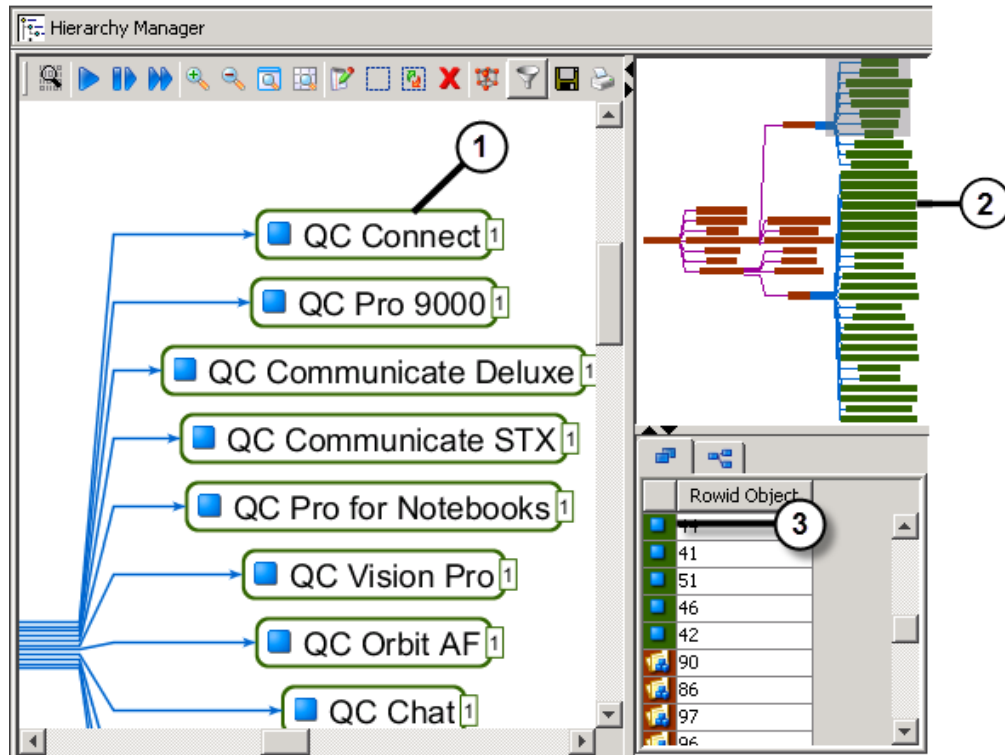 Hierarchy Manager
1
QC Connect 1
QC Pro 9000 1
QC Communicate Deluxe 1
QC Communicate STX 1
QC Pro for Notebooks 1
QC Vision Pro 1
QC Orbit AF 1
QC Chat 1
2
Rowid Object
44
3
41
51
46
42
90
86
97
96